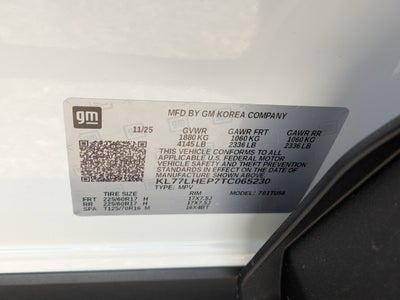 gm
MFD BY GM KOREA COMPANY
11/25 GVWR GAWR FRT GAWR RR
1880 KG 1060 KG 1060 KG
4145 LB 2336 LB 2336 LB
THIS VEHICLE CONFORMS TO ALL
APPLICABLE U.S. FEDERAL MOTOR VEHICLE
SAFETY AND THEFT PREVENTION
STANDARDS IN EFFECT ON THE DATE OF
MANUFACTURE SHOWN ABOVE.
KL77LHEP7TC065230
TYPE: MPV MODEL: 7 1TU58
TIRE SIZE RIM
FRT 225/60R17 H 17X7.5J
RR 225/60R17 H 17X7.5J
SPA T125/70R16 M 16X4BT